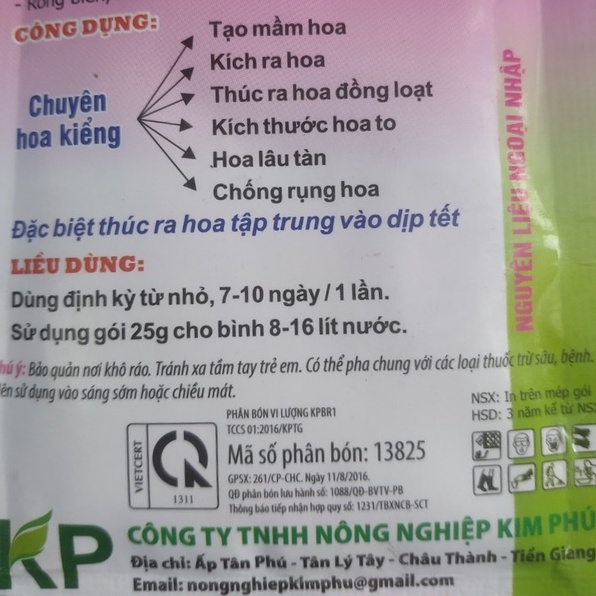 - Rong biển,
CÔNG DỤNG:
Chuyên
hoa kiểng
Tạo mầm hoa
Kích ra hoa
Thúc ra hoa đồng loạt
Kích thước hoa to
Hoa lâu tàn
Chống rụng hoa
Đặc biệt thúc ra hoa tập trung vào dịp tết
LIỀU DÙNG:
Dùng định kỳ từ nhỏ, 7-10 ngày / 1 lần.
Sử dụng gói 25g cho bình 8-16 lít nước.
hú ý: Bảo quản nơi khô ráo. Tránh xa tầm tay trẻ em. Có thể pha chung với các loại thuốc trừ sâu, bệnh.
ên sử dụng vào sáng sớm hoặc chiều mát.
NGUYÊN LIỆU NGOẠI NHẬP
NSX: In trên mép gói
HSD: 3 năm kể từ NSX
PHÂN BÓN VI LƯỢNG KPBR1
TCCS 01:2016/KPTG
Mã số phân bón: 13825
GPSX: 261/CP-CHC. Ngày 11/8/2016.
QĐ phân bón lưu hành số: 1088/QĐ-BVTV-PB
Thông báo tiếp nhận hợp quy số: 1231/TBXNCB-SCT
VIETCERT
1311
KP
CÔNG TY TNHH NÔNG NGHIỆP KIM PHÚ
Địa chỉ: Ấp Tân Phú - Tân Lý Tây - Châu Thành - Tiền Giang
Email: nongnghiepkimphu@gmail.com